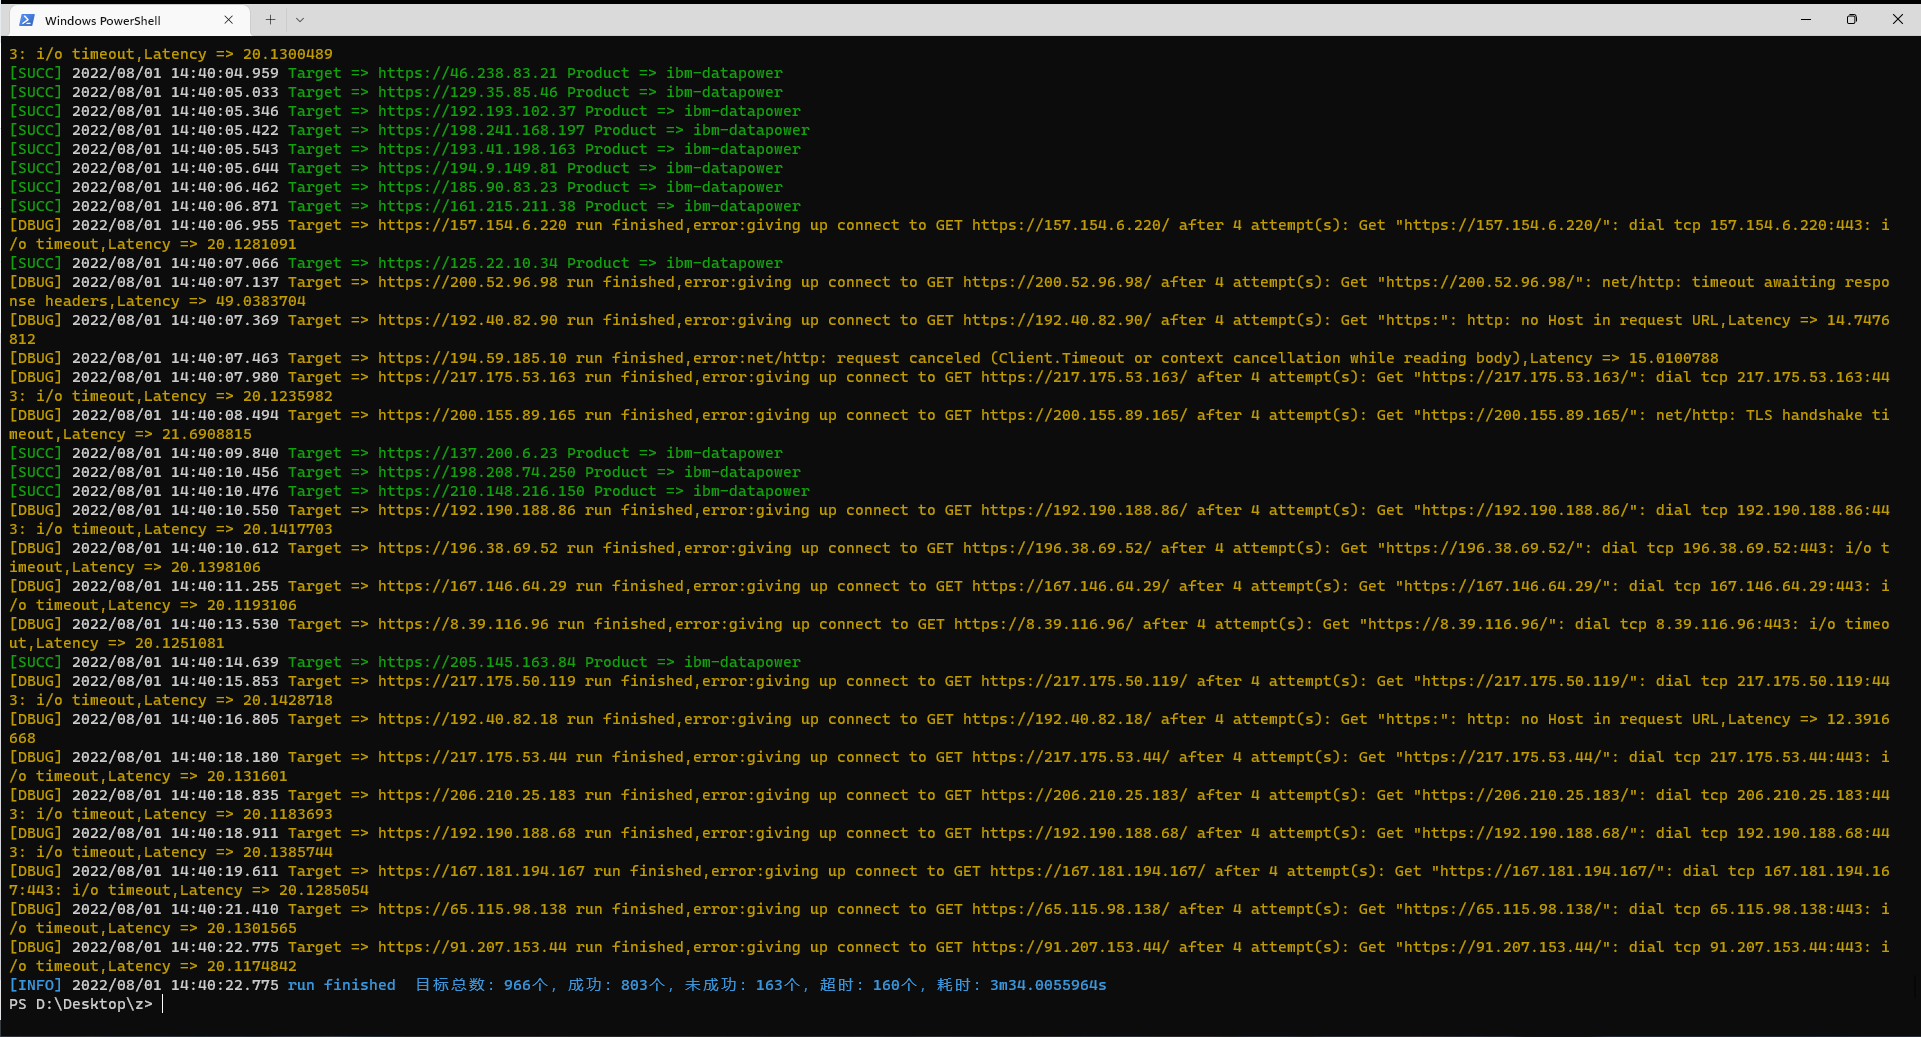 Windows PowerShell
3: i/o timeout,Latency => 20.1300489
[SUCC] 2022/08/01 14:40:04.959 Target => https://46.238.83.21 Product => ibm-datapower
[SUCC] 2022/08/01 14:40:05.033 Target => https://129.35.85.46 Product => ibm-datapower
[SUCC] 2022/08/01 14:40:05.346 Target => https://192.193.102.37 Product => ibm-datapower
[SUCC] 2022/08/01 14:40:05.422 Target => https://198.241.168.197 Product => ibm-datapower
[SUCC] 2022/08/01 14:40:05.543 Target => https://193.41.198.163 Product => ibm-datapower
[SUCC] 2022/08/01 14:40:05.644 Target => https://194.9.149.81 Product => ibm-datapower
[SUCC] 2022/08/01 14:40:06.462 Target => https://185.90.83.23 Product => ibm-datapower
[SUCC] 2022/08/01 14:40:06.871 Target => https://161.215.211.38 Product => ibm-datapower
[DBUG] 2022/08/01 14:40:06.955 Target => https://157.154.6.220 run finished,error:giving up connect to GET https://157.154.6.220/ after 4 attempt(s): Get "https://157.154.6.220/": dial tcp 157.154.6.220:443: i
/o timeout,Latency => 20.1281091
[SUCC] 2022/08/01 14:40:07.066 Target => https://125.22.10.34 Product => ibm-datapower
[DBUG] 2022/08/01 14:40:07.137 Target => https://200.52.96.98 run finished,error:giving up connect to GET https://200.52.96.98/ after 4 attempt(s): Get "https://200.52.96.98/": net/http: timeout awaiting respo
nse headers,Latency => 49.0383704
[DBUG] 2022/08/01 14:40:07.369 Target => https://192.40.82.90 run finished,error:giving up connect to GET https://192.40.82.90/ after 4 attempt(s): Get "https:": http: no Host in request URL,Latency => 14.7476
812
[DBUG] 2022/08/01 14:40:07.463 Target => https://194.59.185.10 run finished,error:net/http: request canceled (Client.Timeout or context cancellation while reading body),Latency => 15.0100788
[DBUG] 2022/08/01 14:40:07.980 Target => https://217.175.53.163 run finished,error:giving up connect to GET https://217.175.53.163/ after 4 attempt(s): Get "https://217.175.53.163/": dial tcp 217.175.53.163:44
3: i/o timeout,Latency => 20.1235982
[DBUG] 2022/08/01 14:40:08.494 Target => https://200.155.89.165 run finished,error:giving up connect to GET https://200.155.89.165/ after 4 attempt(s): Get "https://200.155.89.165/": net/http: TLS handshake ti
meout,Latency => 21.6908815
[SUCC] 2022/08/01 14:40:09.840 Target => https://137.200.6.23 Product => ibm-datapower
[SUCC] 2022/08/01 14:40:10.456 Target => https://198.208.74.250 Product => ibm-datapower
[SUCC] 2022/08/01 14:40:10.476 Target => https://210.148.216.150 Product => ibm-datapower
[DBUG] 2022/08/01 14:40:10.550 Target => https://192.190.188.86 run finished,error:giving up connect to GET https://192.190.188.86/ after 4 attempt(s): Get "https://192.190.188.86/": dial tcp 192.190.188.86:44
3: i/o timeout,Latency => 20.1417703
[DBUG] 2022/08/01 14:40:10.612 Target => https://196.38.69.52 run finished,error:giving up connect to GET https://196.38.69.52/ after 4 attempt(s): Get "https://196.38.69.52/": dial tcp 196.38.69.52:443: i/o t
imeout,Latency => 20.1398106
[DBUG] 2022/08/01 14:40:11.255 Target => https://167.146.64.29 run finished,error:giving up connect to GET https://167.146.64.29/ after 4 attempt(s): Get "https://167.146.64.29/": dial tcp 167.146.64.29:443: i
/o timeout,Latency => 20.1193106
[DBUG] 2022/08/01 14:40:13.530 Target => https://8.39.116.96 run finished,error:giving up connect to GET https://8.39.116.96/ after 4 attempt(s): Get "https://8.39.116.96/": dial tcp 8.39.116.96:443: i/o timeo
ut,Latency => 20.1251081
[SUCC] 2022/08/01 14:40:14.639 Target => https://205.145.163.84 Product => ibm-datapower
[DBUG] 2022/08/01 14:40:15.853 Target => https://217.175.50.119 run finished,error:giving up connect to GET https://217.175.50.119/ after 4 attempt(s): Get "https://217.175.50.119/": dial tcp 217.175.50.119:44
3: i/o timeout,Latency => 20.1428718
[DBUG] 2022/08/01 14:40:16.805 Target => https://192.40.82.18 run finished,error:giving up connect to GET https://192.40.82.18/ after 4 attempt(s): Get "https:": http: no Host in request URL,Latency => 12.3916
668
[DBUG] 2022/08/01 14:40:18.180 Target => https://217.175.53.44 run finished,error:giving up connect to GET https://217.175.53.44/ after 4 attempt(s): Get "https://217.175.53.44/": dial tcp 217.175.53.44:443: i
/o timeout,Latency => 20.131601
[DBUG] 2022/08/01 14:40:18.835 Target => https://206.210.25.183 run finished,error:giving up connect to GET https://206.210.25.183/ after 4 attempt(s): Get "https://206.210.25.183/": dial tcp 206.210.25.183:44
3: i/o timeout,Latency => 20.1183693
[DBUG] 2022/08/01 14:40:18.911 Target => https://192.190.188.68 run finished,error:giving up connect to GET https://192.190.188.68/ after 4 attempt(s): Get "https://192.190.188.68/": dial tcp 192.190.188.68:44
3: i/o timeout,Latency => 20.1385744
[DBUG] 2022/08/01 14:40:19.611 Target => https://167.181.194.167 run finished,error:giving up connect to GET https://167.181.194.167/ after 4 attempt(s): Get "https://167.181.194.167/": dial tcp 167.181.194.16
7:443: i/o timeout,Latency => 20.1285054
[DBUG] 2022/08/01 14:40:21.410 Target => https://65.115.98.138 run finished,error:giving up connect to GET https://65.115.98.138/ after 4 attempt(s): Get "https://65.115.98.138/": dial tcp 65.115.98.138:443: i
/o timeout,Latency => 20.1301565
[DBUG] 2022/08/01 14:40:22.775 Target => https://91.207.153.44 run finished,error:giving up connect to GET https://91.207.153.44/ after 4 attempt(s): Get "https://91.207.153.44/": dial tcp 91.207.153.44:443: i
/o timeout,Latency => 20.1174842
[INFO] 2022/08/01 14:40:22.775 run finished  目标总数: 966个, 成功: 803个, 未成功: 163个, 超时: 160个, 耗时: 3m34.0055964s
PS D:\Desktop\z>